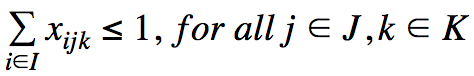 ∑_{i∈I} x_{ijk} ≤ 1, for all j ∈ J, k ∈ K